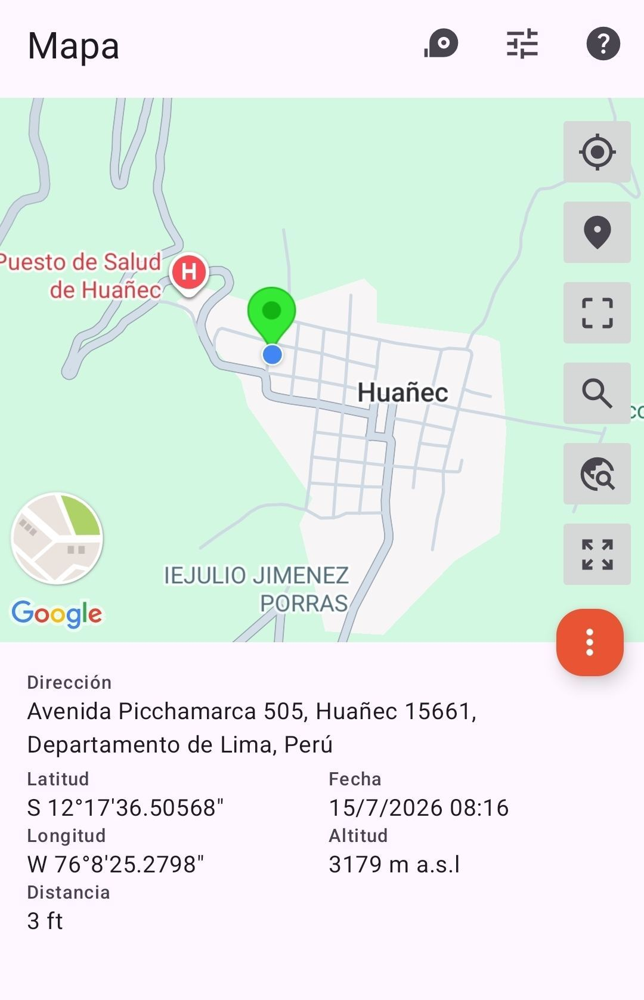 Mapa
Puesto de Salud
de Huañec
H
Huañec
IEJULIO JIMENEZ
PORRAS
Google
Dirección
Avenida Picchamarca 505, Huañec 15661,
Departamento de Lima, Perú
Latitud
S 12°17'36.50568"
Fecha
15/7/2026 08:16
Longitud
W 76°8'25.2798"
Altitud
3179 m a.s.l
Distancia
3 ft